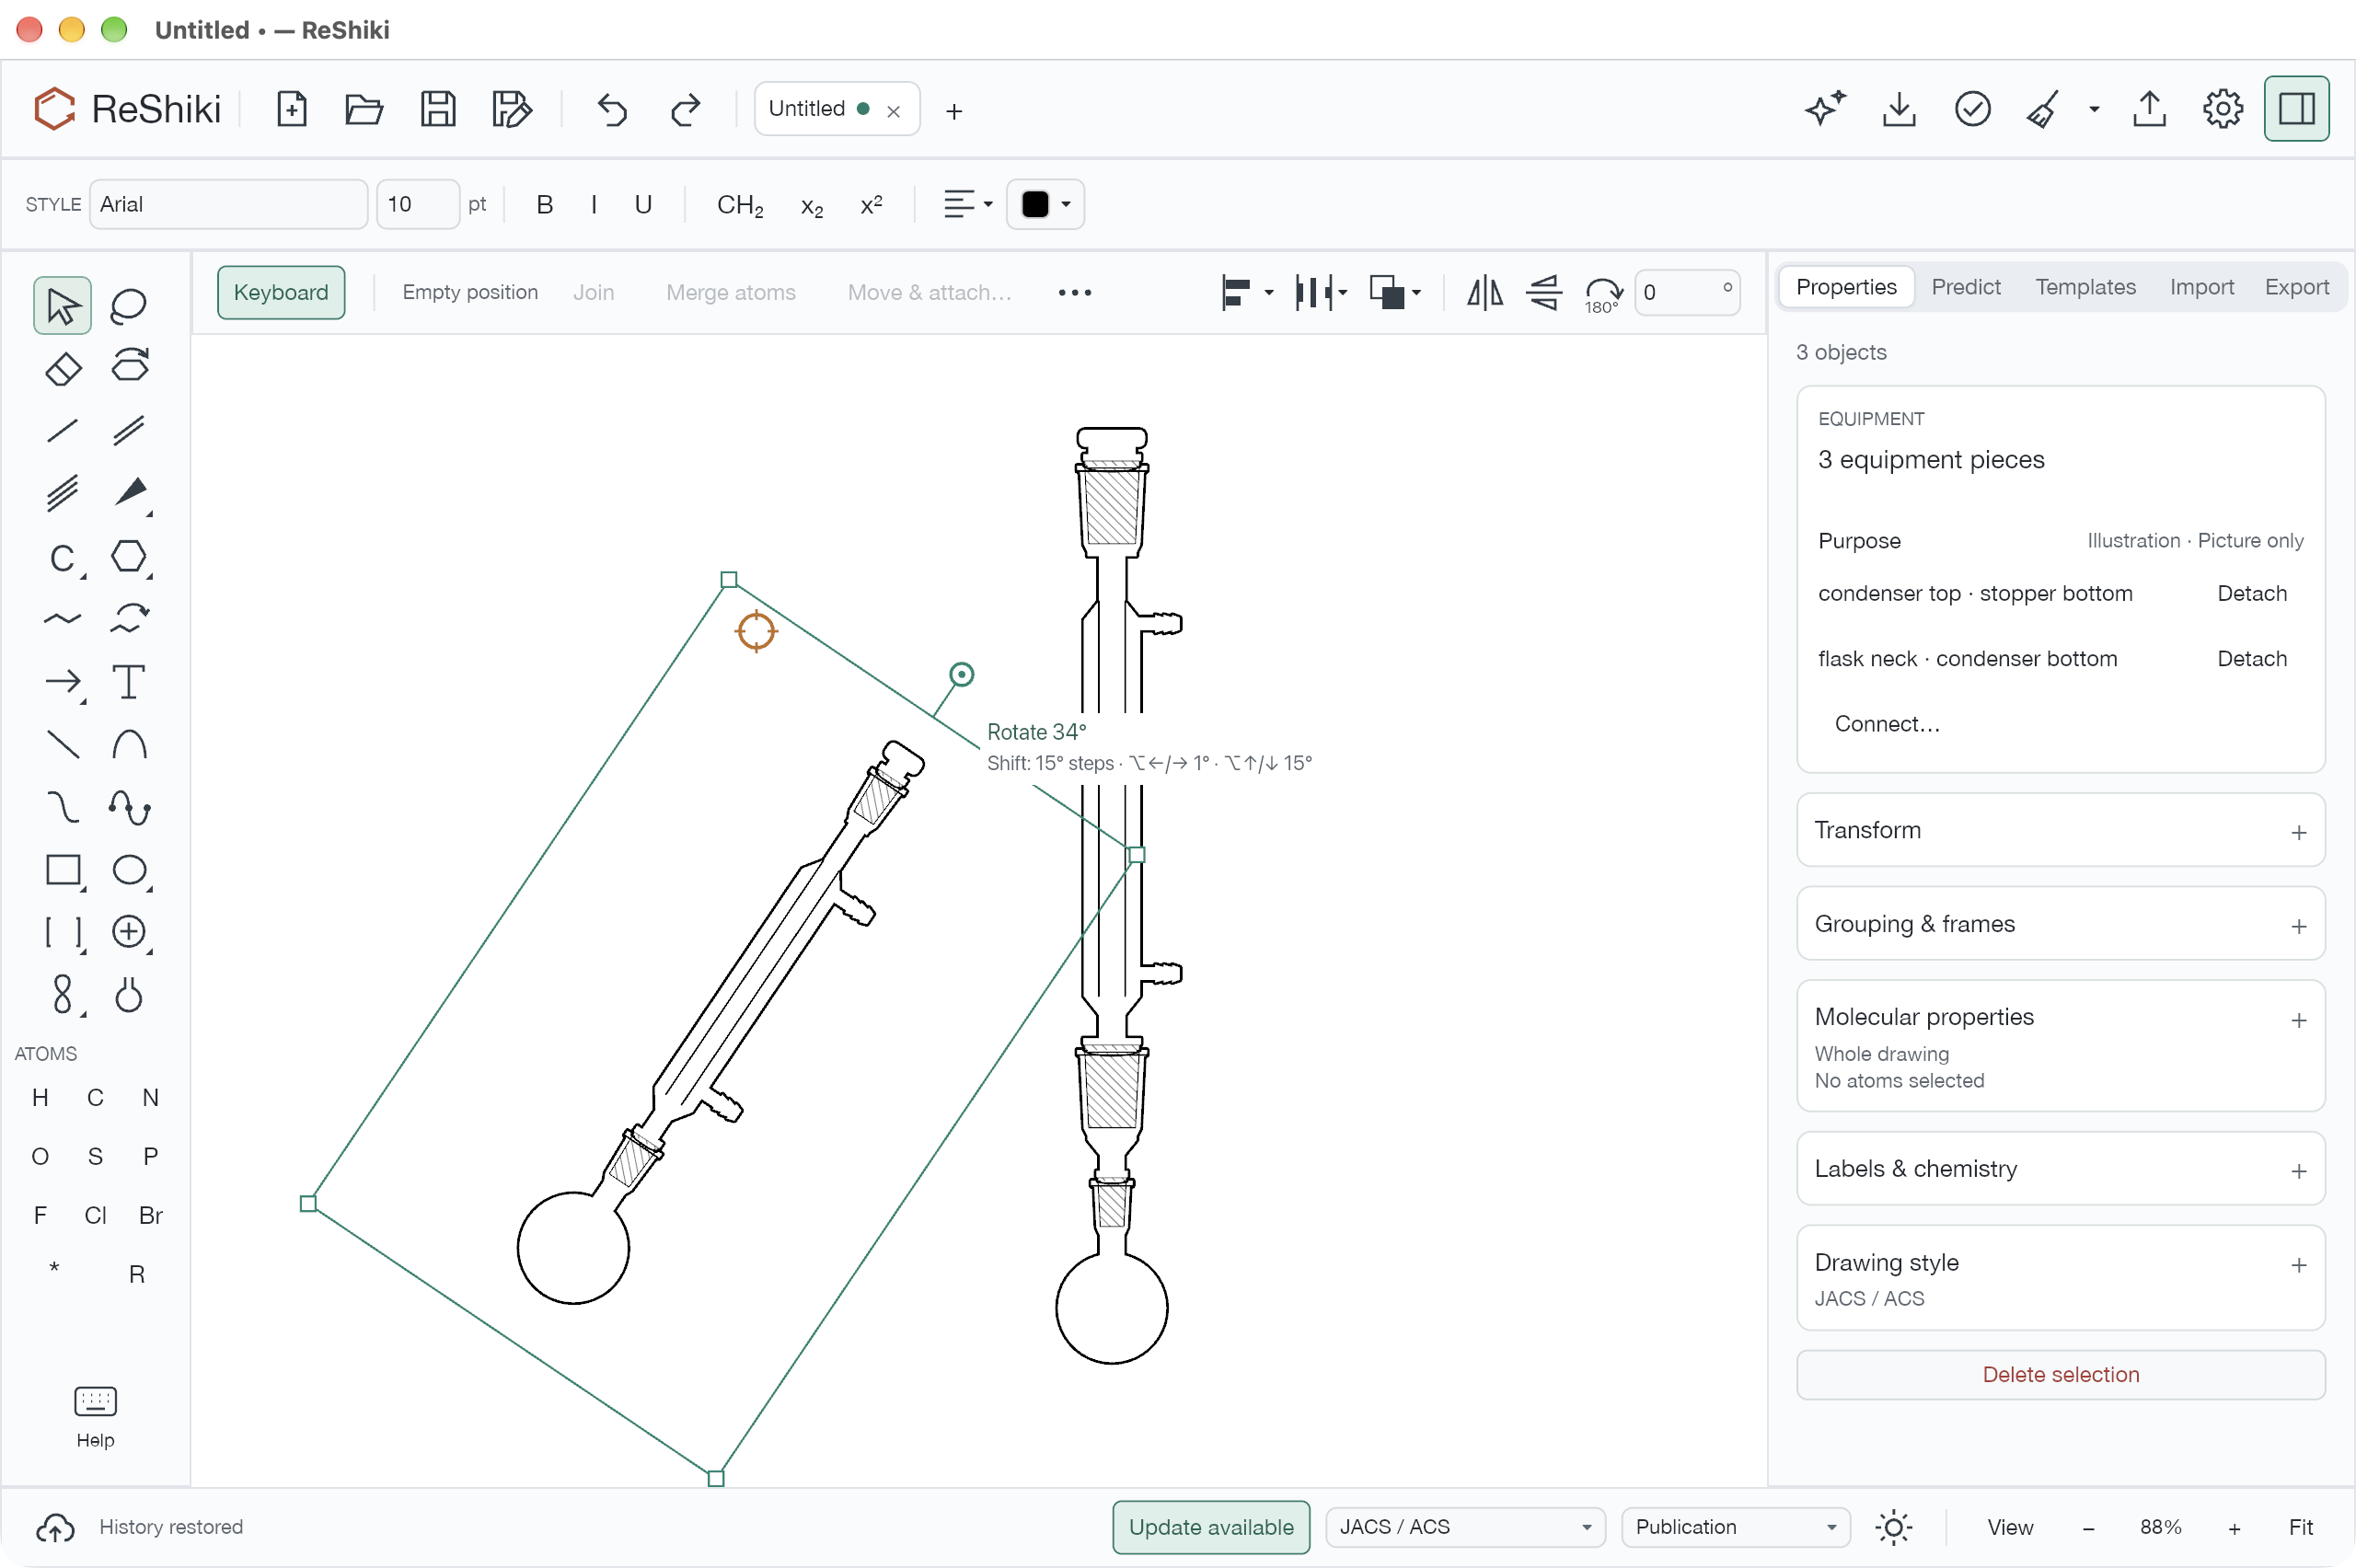 Untitled • — ReShiki
ReShiki
Untitled
STYLE Arial 10 pt B I U CH₂ x₂ x²
Keyboard Empty position Join Merge atoms Move & attach... 180° 0 °
Properties Predict Templates Import Export
3 objects
EQUIPMENT
3 equipment pieces
Purpose Illustration · Picture only
condenser top · stopper bottom Detach
flask neck · condenser bottom Detach
Connect...
Transform +
Grouping & frames +
Molecular properties +
Whole drawing
No atoms selected
Labels & chemistry +
Drawing style +
JACS / ACS
Delete selection
Rotate 34°
Shift: 15° steps · ⌥←/→ 1° · ⌥↑/↓ 15°
C
T
ATOMS
H C N
O S P
F Cl Br
* R
Help
History restored
Update available
JACS / ACS
Publication
View − 88% + Fit